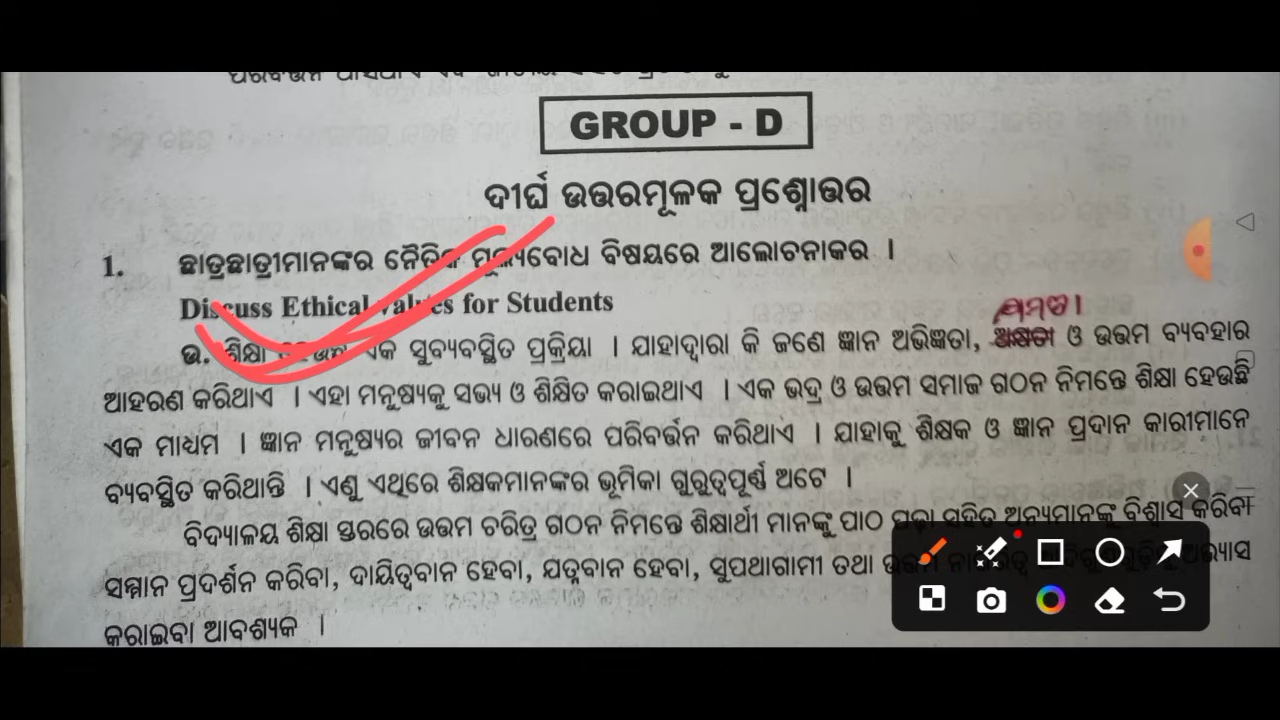 GROUP - D
ଦୀର୍ଘ ଉତ୍ତରମୂଳକ ପ୍ରଶ୍ନୋତ୍ତର
1. ଛାତ୍ରଛାତ୍ରୀମାନଙ୍କର ନୈତିକ ମୂଲ୍ୟବୋଧ ବିଷୟରେ ଆଲୋଚନାକର ।
Discuss Ethical values for Students
ଉ. ଶିକ୍ଷା ହେଉଛି ଏକ ସୁବ୍ୟବସ୍ଥିତ ପ୍ରକ୍ରିୟା । ଯାହାଦ୍ୱାରା କି ଜଣେ ଜ୍ଞାନ ଅଭିଜ୍ଞତା, ଓ ଉତ୍ତମ ବ୍ୟବହାର
ଆହରଣ କରିଥାଏ । ଏହା ମନୁଷ୍ୟକୁ ସଭ୍ୟ ଓ ଶିକ୍ଷିତ କରାଇଥାଏ । ଏକ ଭଦ୍ର ଓ ଉତ୍ତମ ସମାଜ ଗଠନ ନିମନ୍ତେ ଶିକ୍ଷା ହେଉଛି
ଏକ ମାଧ୍ୟମ । ଜ୍ଞାନ ମନୁଷ୍ୟର ଜୀବନ ଧାରଣରେ ପରିବର୍ତ୍ତନ କରିଥାଏ । ଯାହାକୁ ଶିକ୍ଷକ ଓ ଜ୍ଞାନ ପ୍ରଦାନ କାରୀମାନେ
ବ୍ୟବସ୍ଥିତ କରିଥାନ୍ତି । ଏଣୁ ଏଥିରେ ଶିକ୍ଷକମାନଙ୍କର ଭୂମିକା ଗୁରୁତ୍ୱପୂର୍ଣ୍ଣ ଅଟେ ।
ବିଦ୍ୟାଳୟ ଶିକ୍ଷା ସ୍ତରରେ ଉତ୍ତମ ଚରିତ୍ର ଗଠନ ନିମନ୍ତେ ଶିକ୍ଷାର୍ଥୀ ମାନଙ୍କୁ ପାଠ ପଢ଼ା ସହିତ ଅନ୍ୟମାନଙ୍କୁ ବିଶ୍ୱାସ କରିବା
ସମ୍ମାନ ପ୍ରଦର୍ଶନ କରିବା, ଦାୟିତ୍ୱବାନ ହେବା, ଯତ୍ନବାନ ହେବା, ସୁପଥାଗାମୀ ତଥା ଅଭ୍ୟାସ
କରାଇବା ଆବଶ୍ୟକ ।